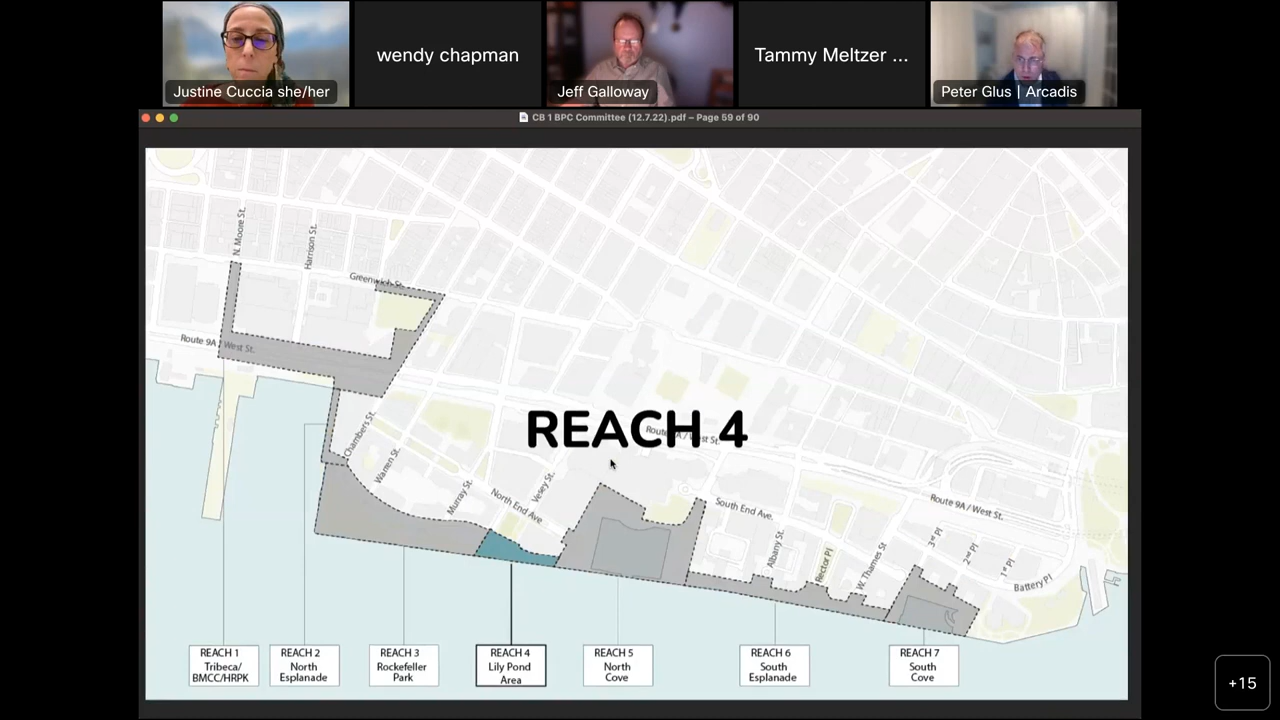 Justine Cuccia she/her
wendy chapman
Jeff Galloway
Tammy Meltzer ...
Peter Glus | Arcadis
CB 1 BPC Committee (12.7.22).pdf – Page 59 of 90
N. Moore St.
Harrison St.
Greenwich St.
Route 9A / West St.
Chambers St.
Warren St.
Murray St.
North End Ave
Vesey St.
REACH 4
Route 9A / West St.
South End Ave.
Albany St.
Rector Pl
W. Thames St
Route 9A / West St.
3rd Pl
2nd Pl
1st Pl
Battery Pl
REACH 1
Tribeca/
BMCC/HRPK
REACH 2
North
Esplanade
REACH 3
Rockefeller
Park
REACH 4
Lily Pond
Area
REACH 5
North
Cove
REACH 6
South
Esplanade
REACH 7
South
Cove
+15